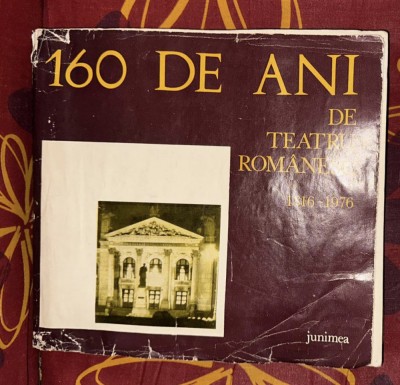 160 DE ANI
DE
TEATRU
ROMÂNESC
1816-1976
junimea